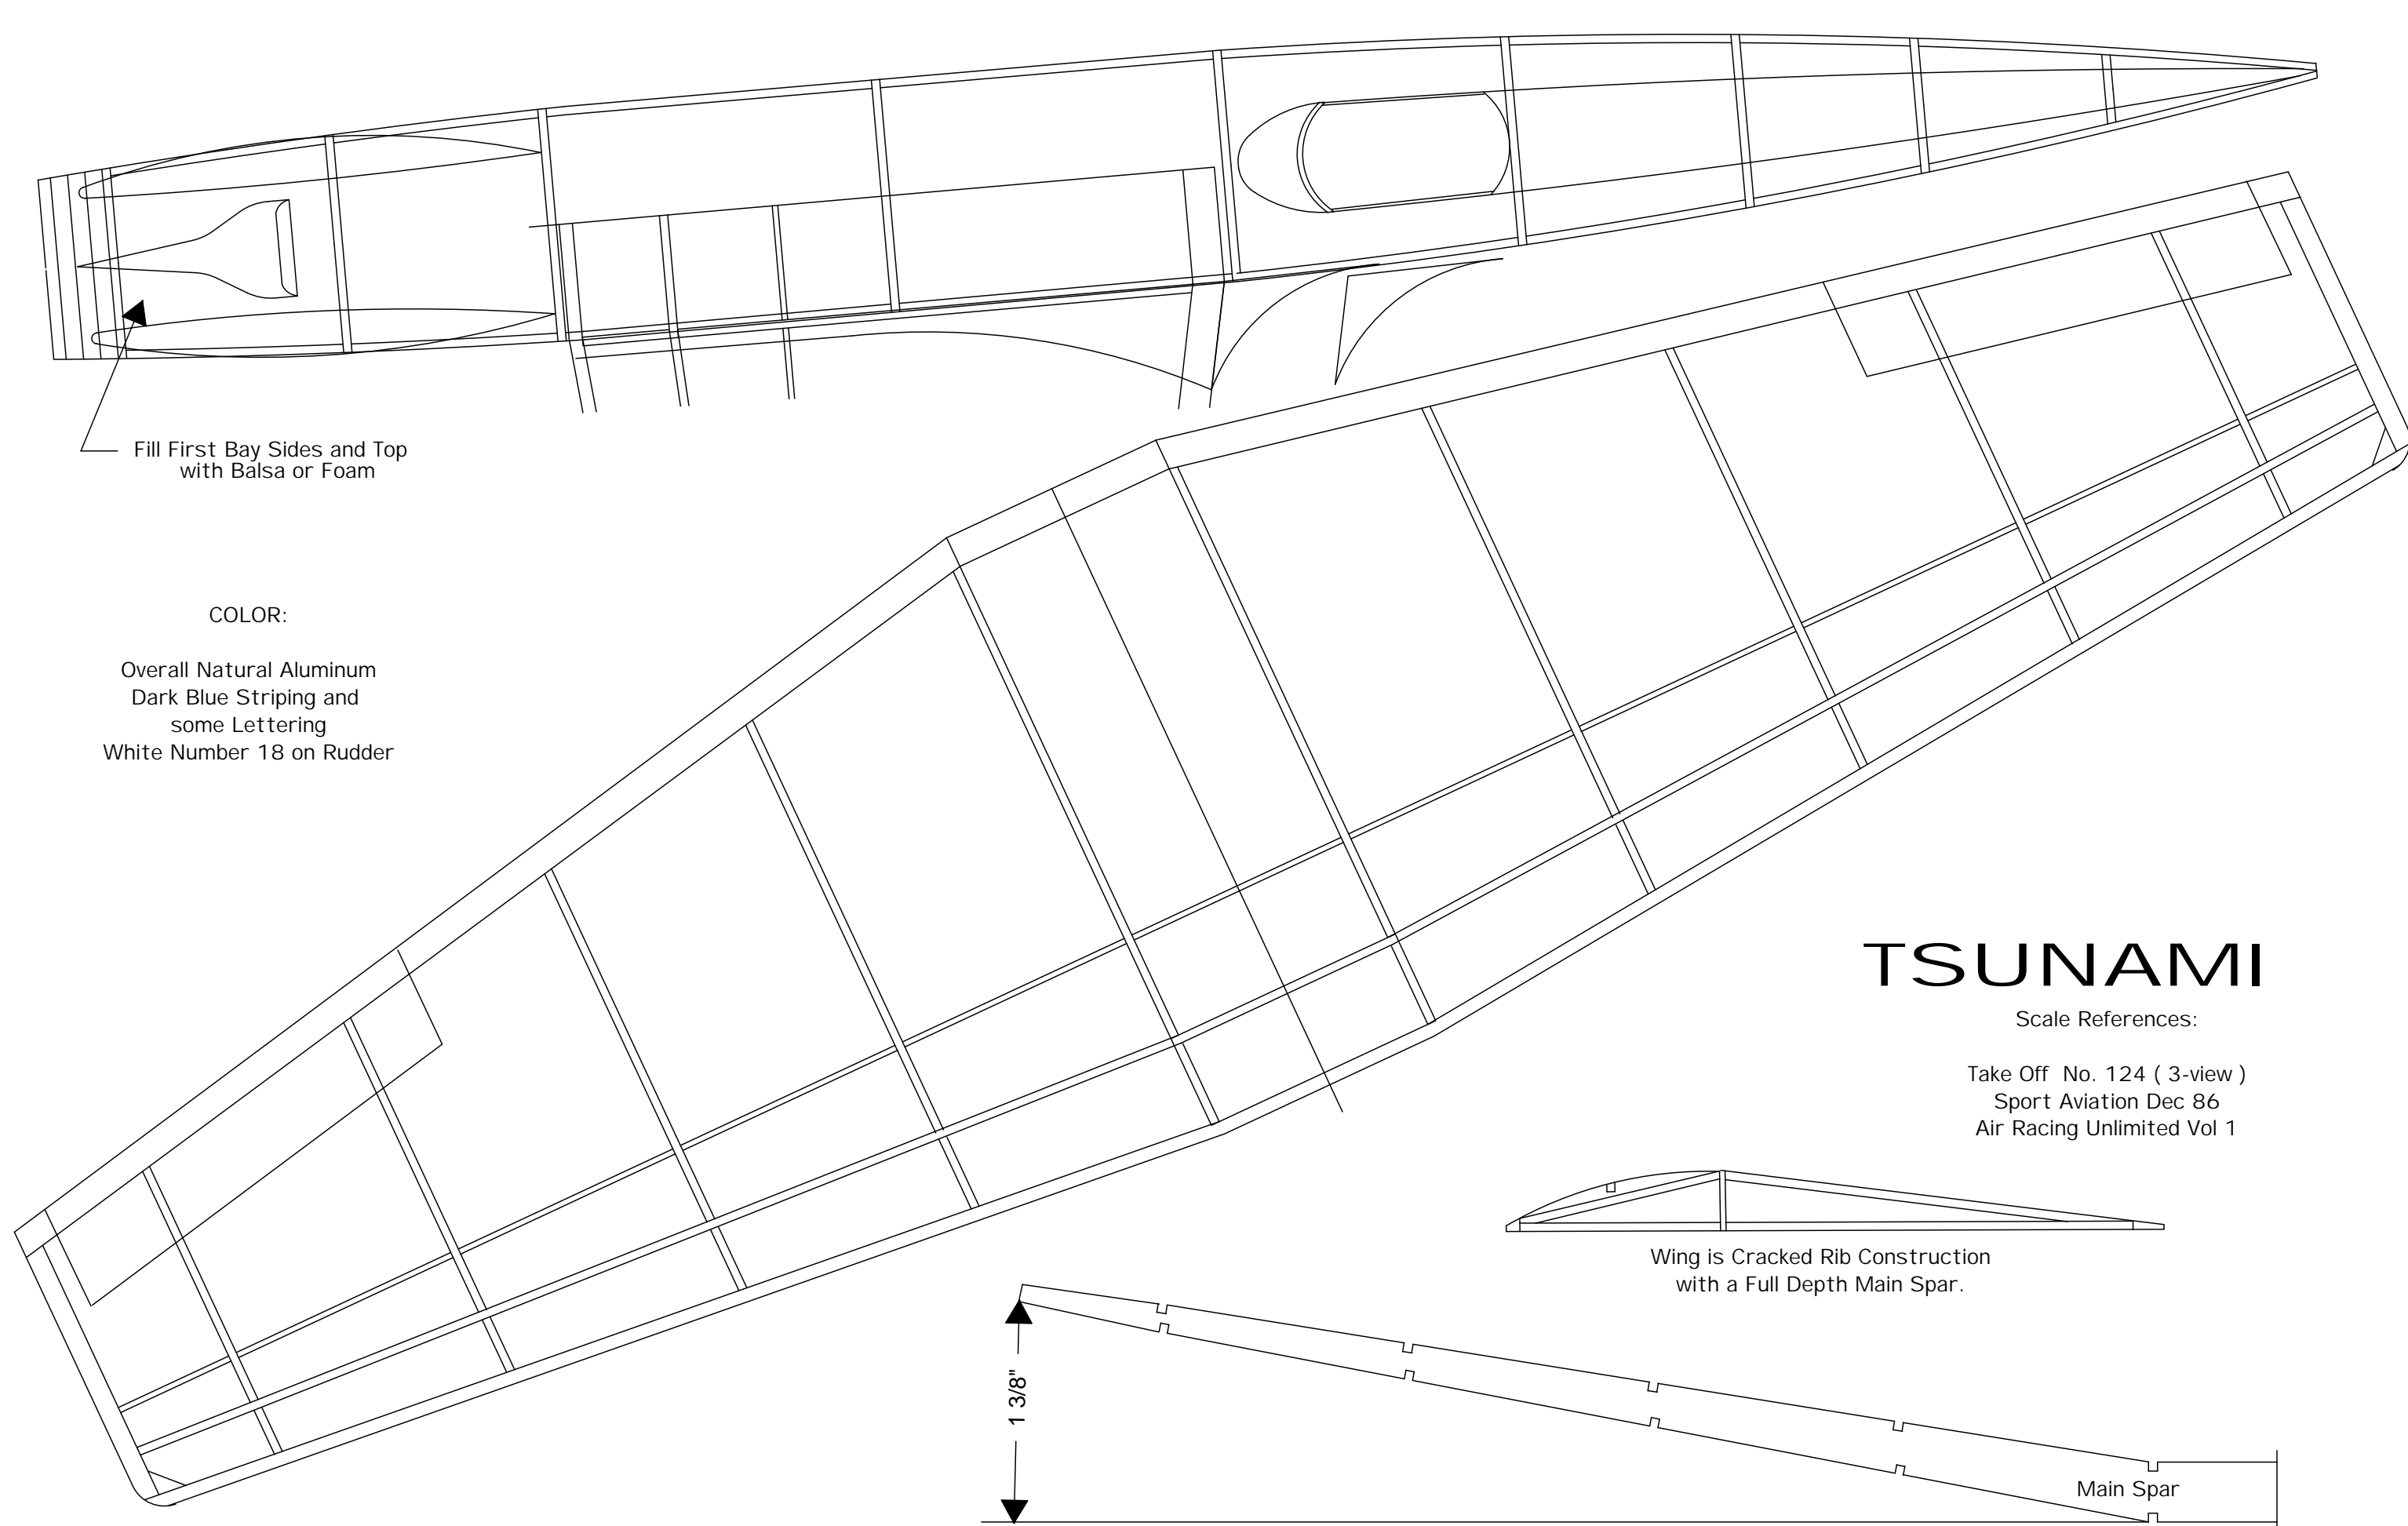 Fill First Bay Sides and Top
with Balsa or Foam
COLOR:
Overall Natural Aluminum
Dark Blue Striping and
some Lettering
White Number 18 on Rudder
TSUNAMI
Scale References:
Take Off No. 124 ( 3-view )
Sport Aviation Dec 86
Air Racing Unlimited Vol 1
Wing is Cracked Rib Construction
with a Full Depth Main Spar.
1 3/8"
Main Spar